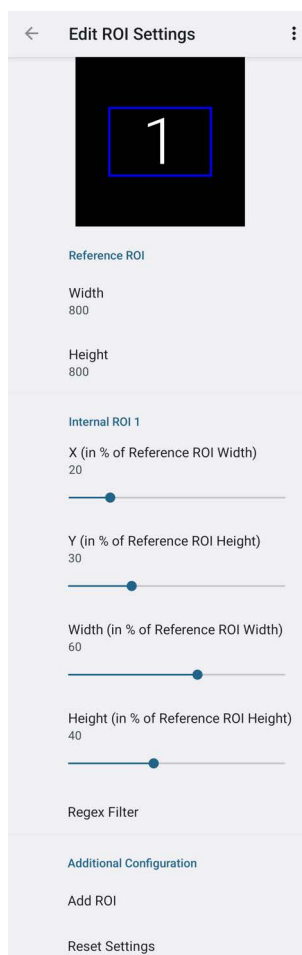 Edit ROI Settings
1
Reference ROI
Width
800
Height
800
Internal ROI 1
X (in % of Reference ROI Width)
20
Y (in % of Reference ROI Height)
30
Width (in % of Reference ROI Width)
60
Height (in % of Reference ROI Height)
40
Regex Filter
Additional Configuration
Add ROI
Reset Settings